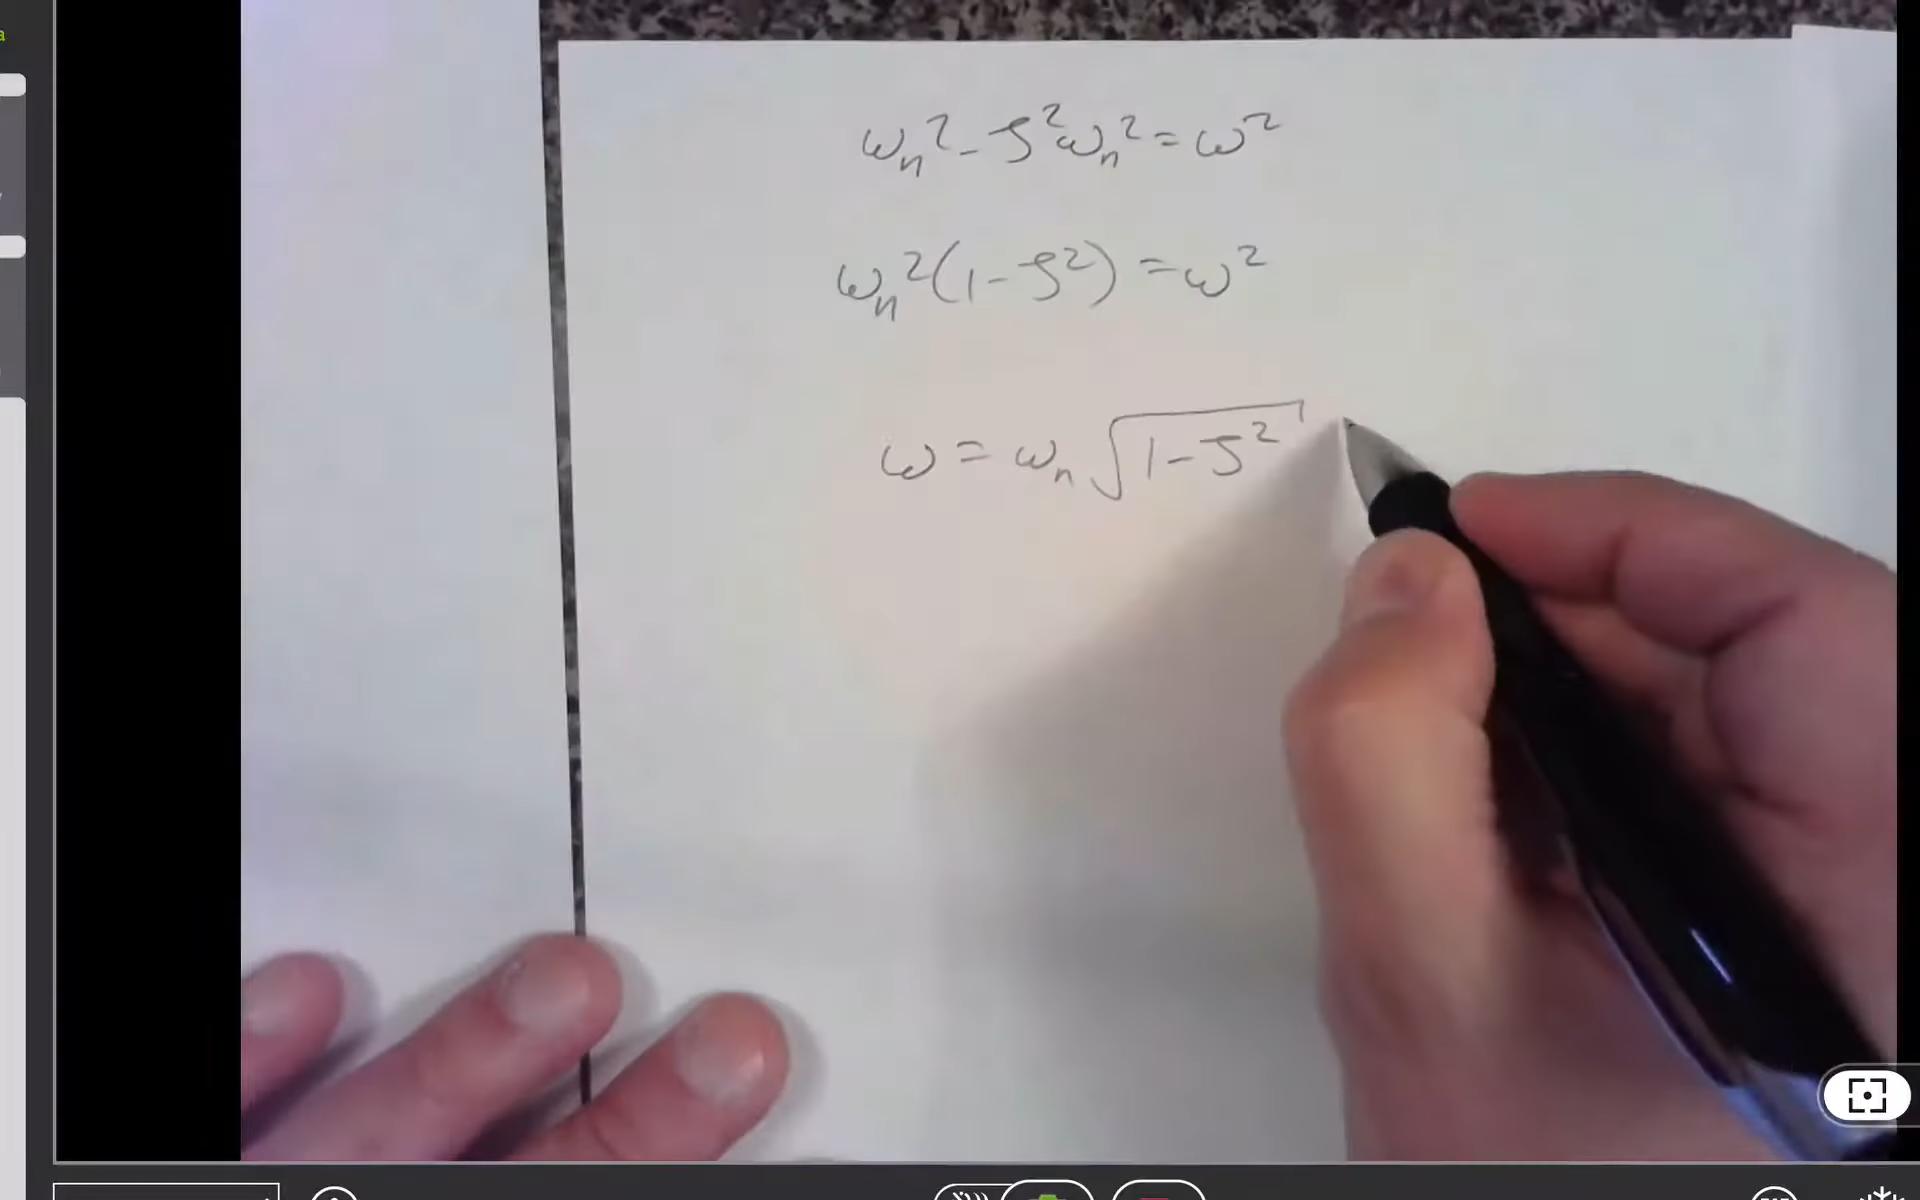 ωₙ² - ζ²ωₙ² = ω²
ωₙ²(1 - ζ²) = ω²
ω = ωₙ√(1 - ζ²)